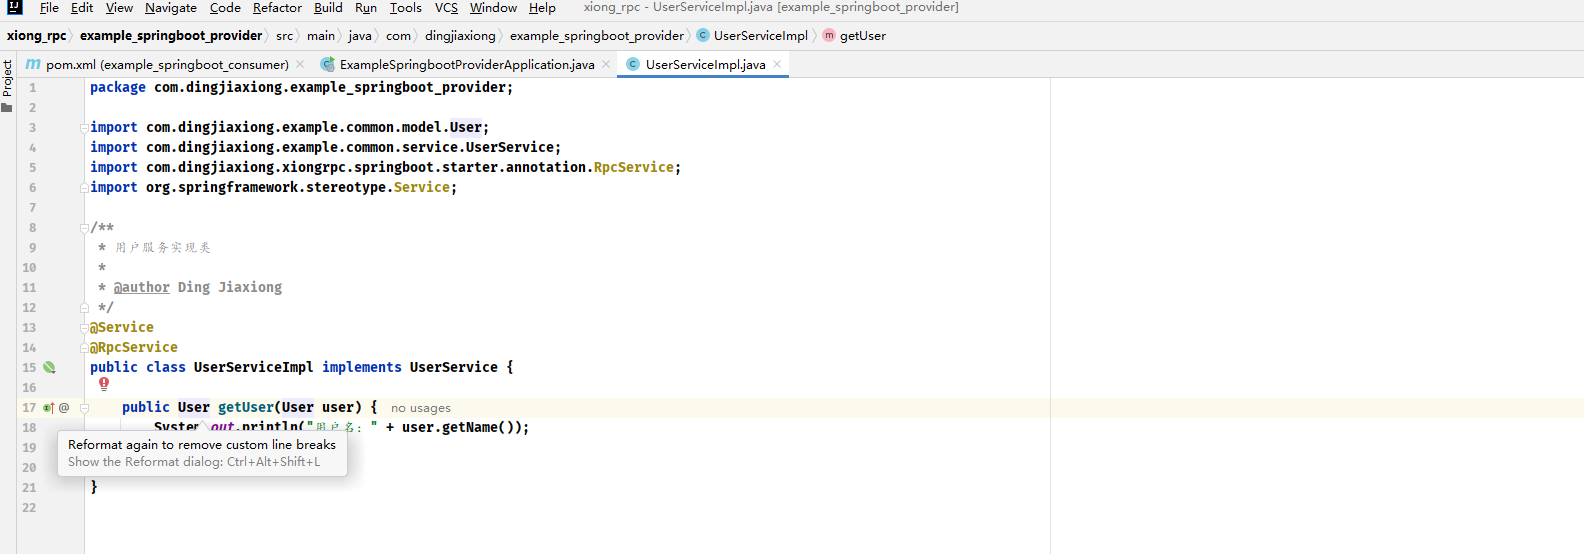 File Edit View Navigate Code Refactor Build Run Tools VCS Window Help xiong_rpc - UserServiceImpl.java [example_springboot_provider]
xiong_rpc example_springboot_provider src main java com dingjiaxiong example_springboot_provider C UserServiceImpl m getUser
m pom.xml (example_springboot_consumer) C ExampleSpringbootProviderApplication.java C UserServiceImpl.java
Project
1 package com.dingjiaxiong.example_springboot_provider;
2
3 import com.dingjiaxiong.example.common.model.User;
4 import com.dingjiaxiong.example.common.service.UserService;
5 import com.dingjiaxiong.xiongrpc.springboot.starter.annotation.RpcService;
6 import org.springframework.stereotype.Service;
7
8 /**
9 * 用户服务实现类
10 *
11 * @author Ding Jiaxiong
12 */
13 @Service
14 @RpcService
15 public class UserServiceImpl implements UserService {
16
17 public User getUser(User user) { no usages
18 System.out.println("用户名: " + user.getName());
19
Reformat again to remove custom line breaks
Show the Reformat dialog: Ctrl+Alt+Shift+L
20
21 }
22